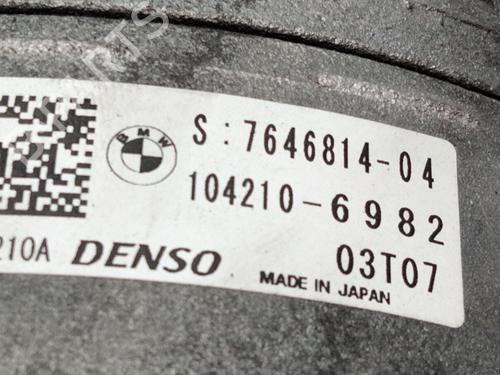 BMW
S:7646814-04
104210-6982
210A DENSO 03T07
MADE IN JAPAN